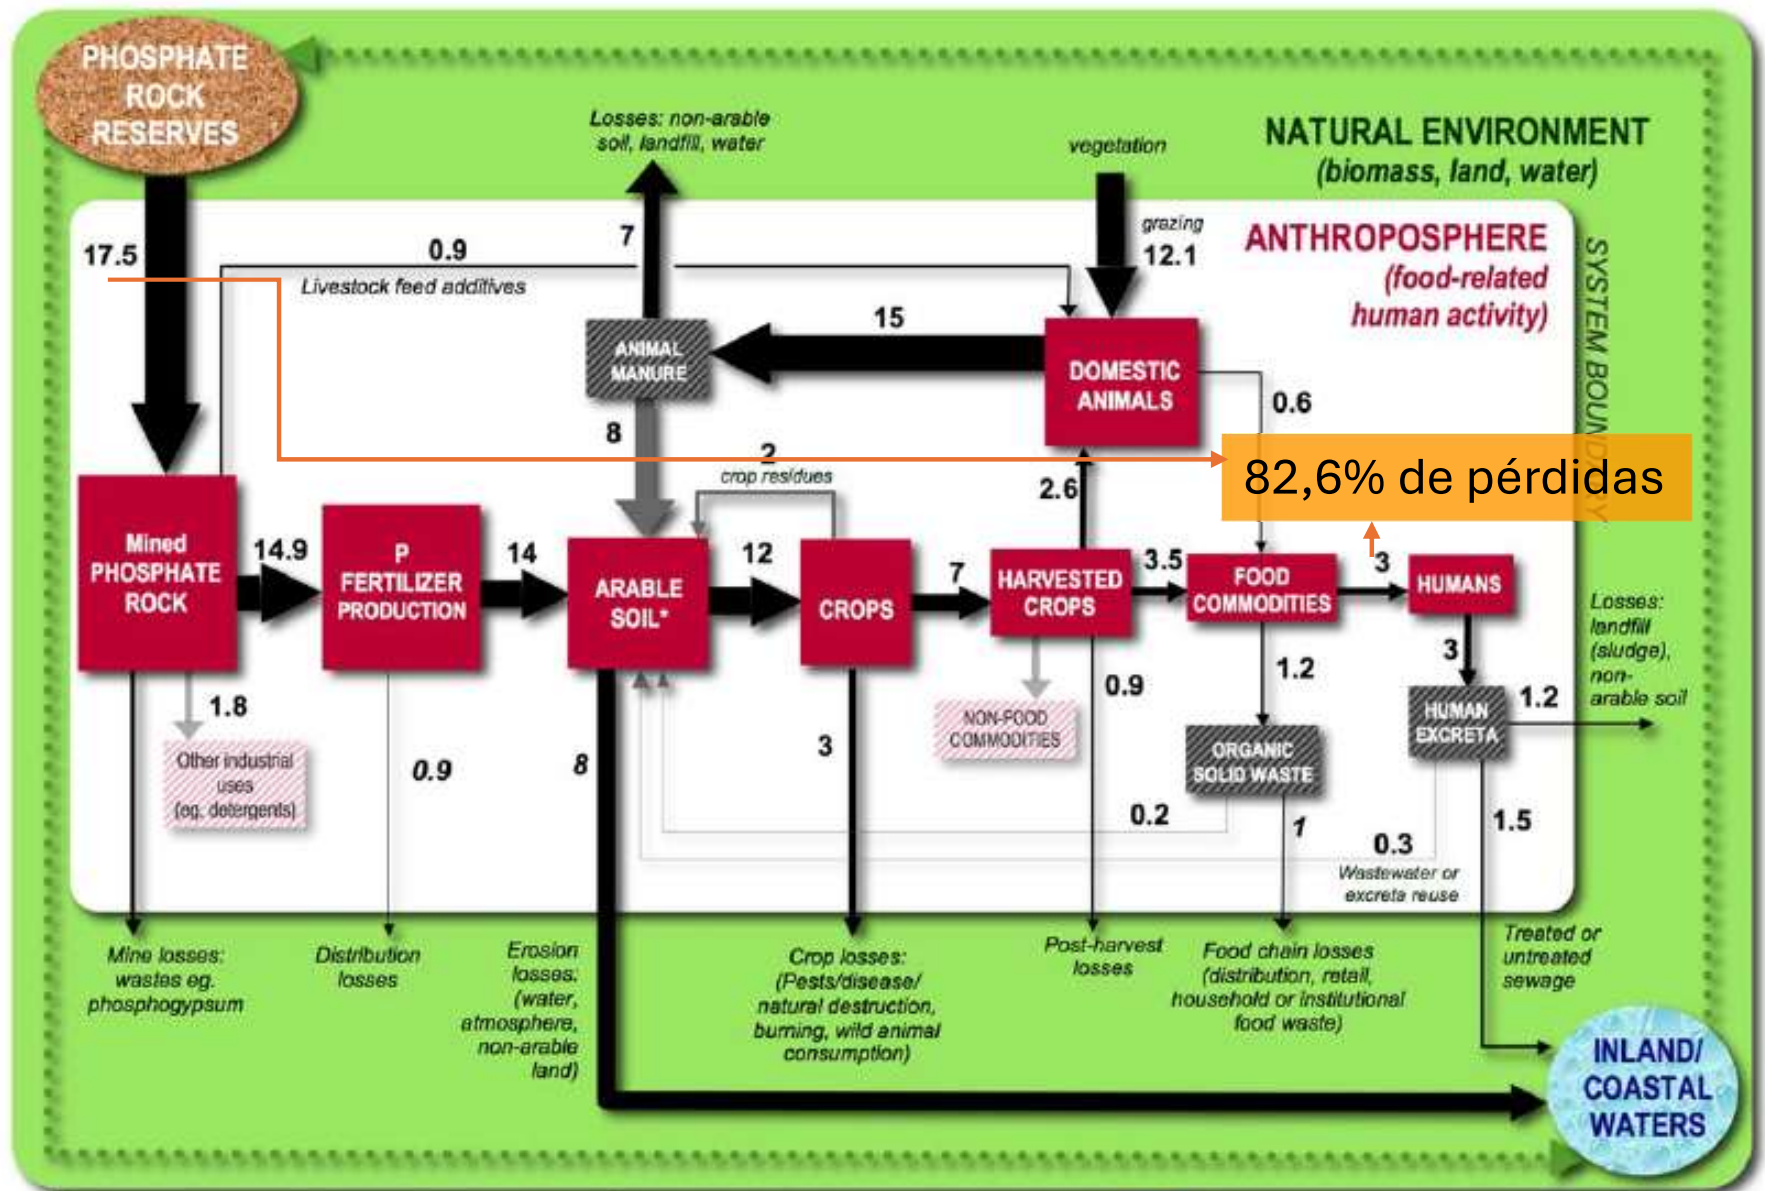 PHOSPHATE
ROCK
RESERVES
Losses: non-arable
soil, landfill, water
vegetation
NATURAL ENVIRONMENT
(biomass, land, water)
17.5
0.9
Livestock feed additives
7
grazing
12.1
ANTHROPOSPHERE
(food-related
human activity)
SYSTEM BOUNDARY
15
ANIMAL
MANURE
DOMESTIC
ANIMALS
0.6
8
2
crop residues
2.6
82,6% de pérdidas
Mined
PHOSPHATE
ROCK
14.9
P
FERTILIZER
PRODUCTION
14
ARABLE
SOIL*
12
CROPS
7
HARVESTED
CROPS
3.5
FOOD
COMMODITIES
3
HUMANS
Losses:
landfill
(sludge),
non-
arable soil
1.8
Other industrial
uses
(eg. detergents)
0.9
8
3
NON-FOOD
COMMODITIES
0.9
1.2
ORGANIC
SOLID WASTE
3
HUMAN
EXCRETA
1.2
0.2
1
0.3
Wastewater or
excreta reuse
1.5
Mine losses:
wastes eg.
phosphogypsum
Distribution
losses
Erosion
losses:
(water,
atmosphere,
non-arable
land)
Crop losses:
(Pests/disease/
natural destruction,
burning, wild animal
consumption)
Post-harvest
losses
Food chain losses
(distribution, retail,
household or institutional
food waste)
Treated or
untreated
sewage
INLAND/
COASTAL
WATERS